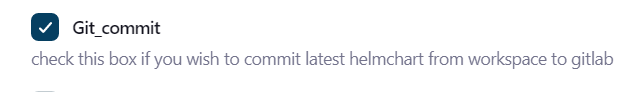 Git_commit
check this box if you wish to commit latest helmchart from workspace to gitlab